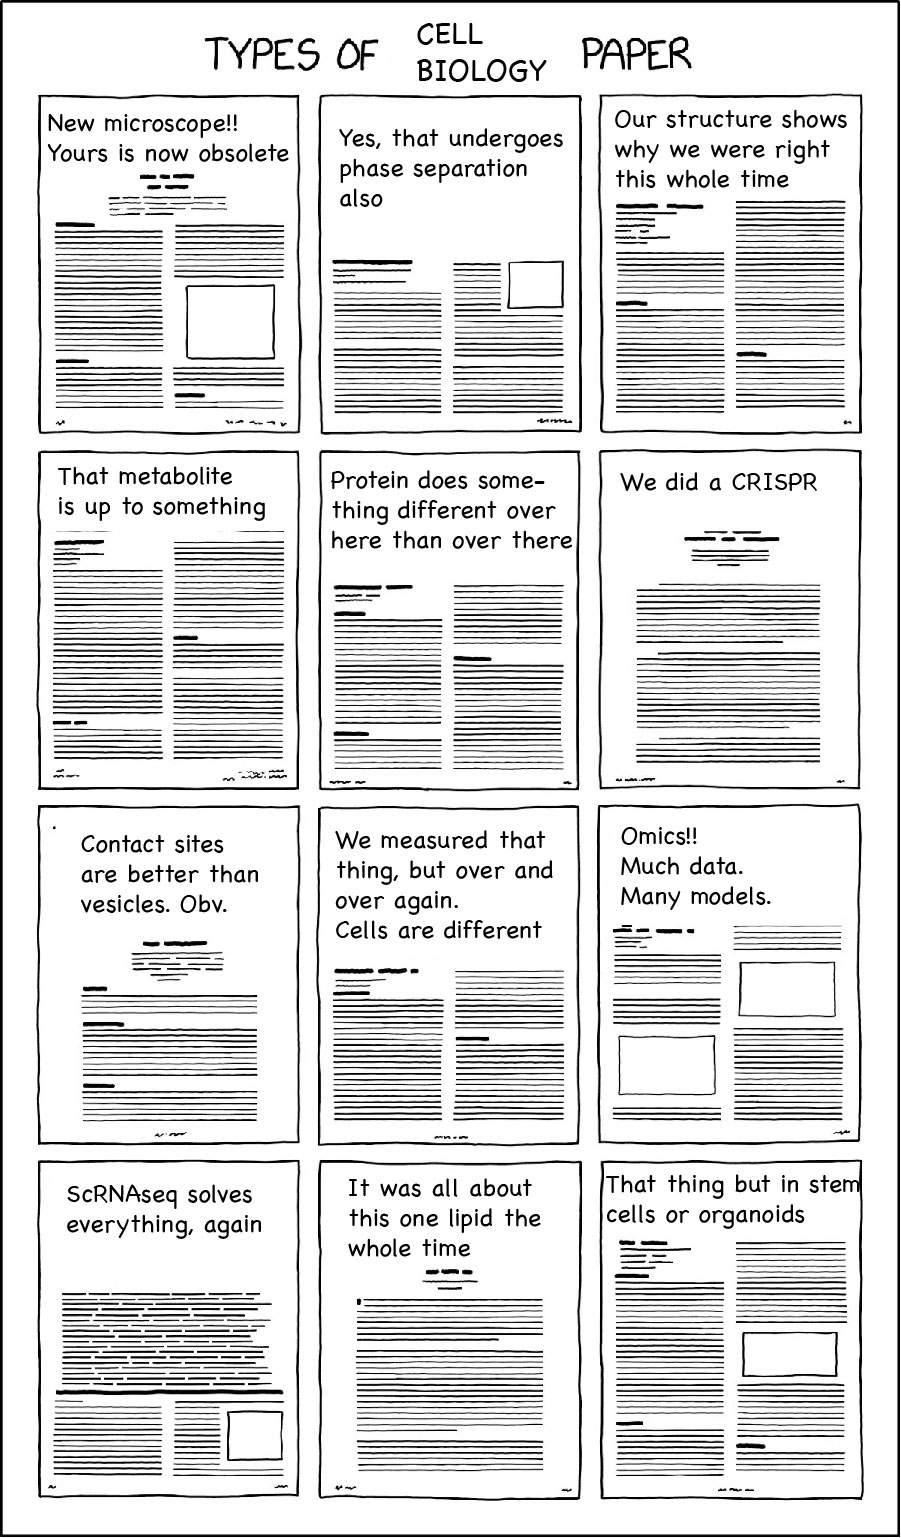 TYPES OF CELL BIOLOGY PAPER
New microscope!!
Yours is now obsolete
Yes, that undergoes
phase separation
also
Our structure shows
why we were right
this whole time
That metabolite
is up to something
Protein does some-
thing different over
here than over there
We did a CRISPR
Contact sites
are better than
vesicles. Obv.
We measured that
thing, but over and
over again.
Cells are different
Omics!!
Much data.
Many models.
ScRNAseq solves
everything, again
It was all about
this one lipid the
whole time
That thing but in stem
cells or organoids